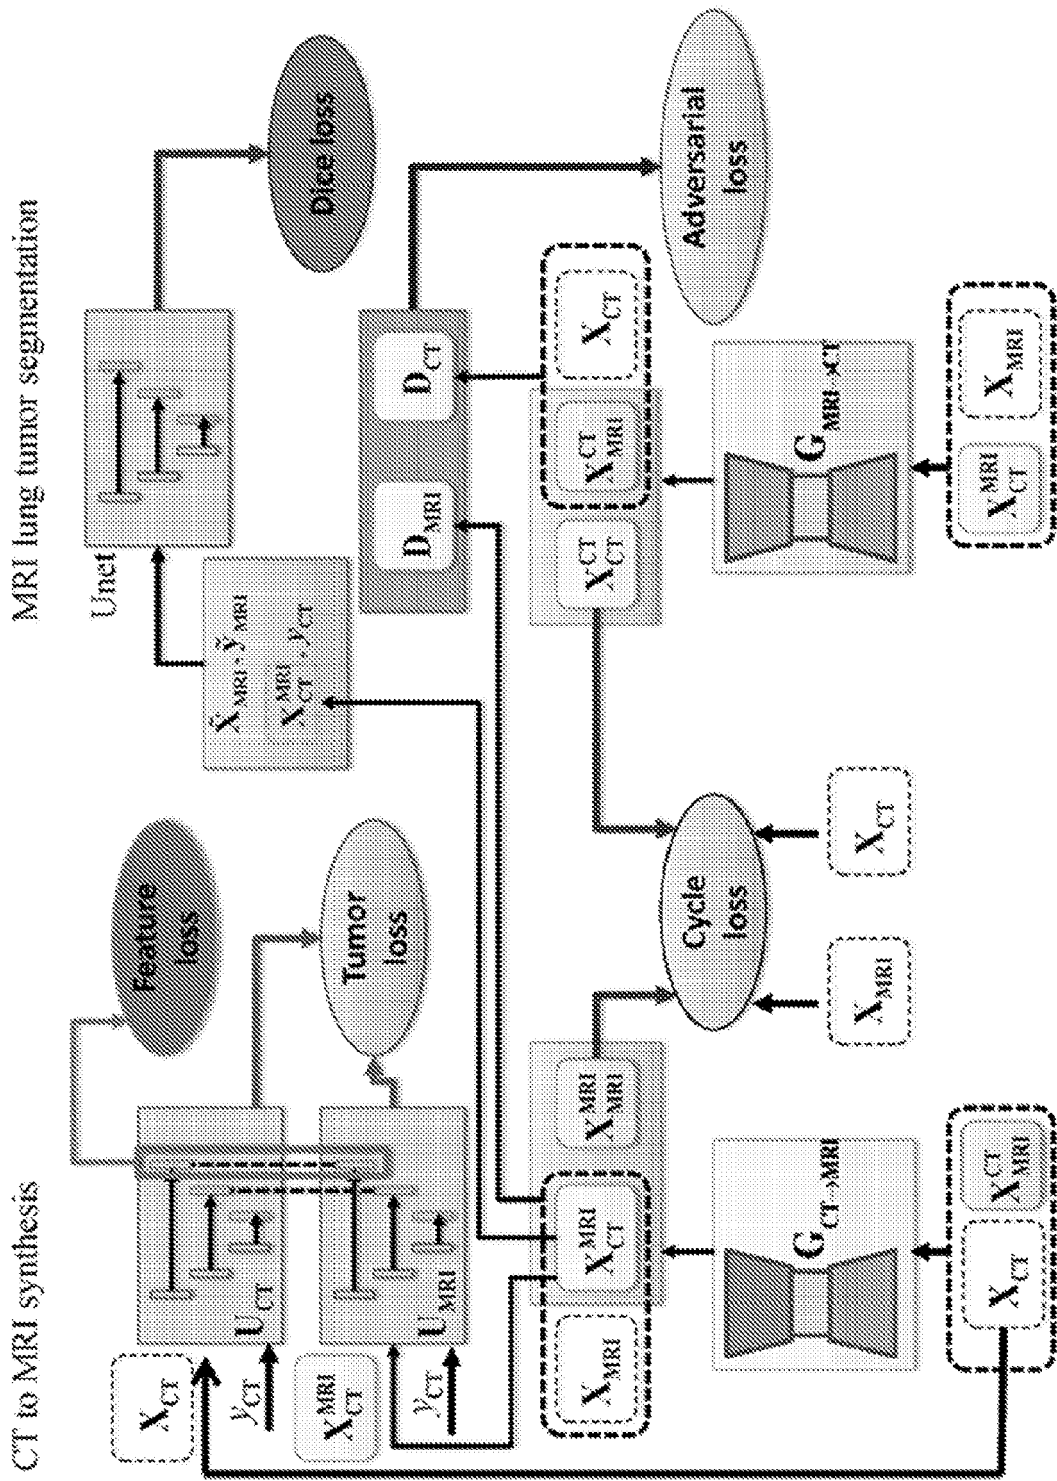 CT to MRI synthesis
MRI lung tumor segmentation
X_CT
y_CT
U_CT
Feature loss
X_CT^MRI
y_CT
U_MRI
Tumor loss
X̃_MRI, ỹ_MRI
X_CT^MRI, y_CT
Unet
Dice loss
D_MRI
D_CT
Adversarial loss
X_MRI
X_CT^MRI
X_MRI^MRI
X_CT^CT
X_MRI^CT
X_CT
Cycle loss
X_MRI
X_CT
G_CT→MRI
G_MRI→CT
X_CT
X_MRI^CT
X_CT^MRI
X_MRI